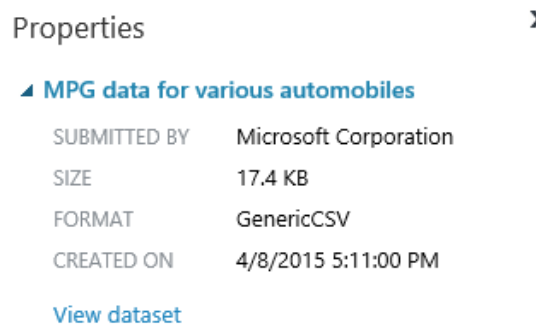 Properties
MPG data for various automobiles
SUBMITTED BY Microsoft Corporation
SIZE 17.4 KB
FORMAT GenericCSV
CREATED ON 4/8/2015 5:11:00 PM
View dataset